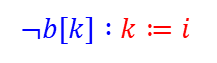 ¬b[k] : k ≔ i